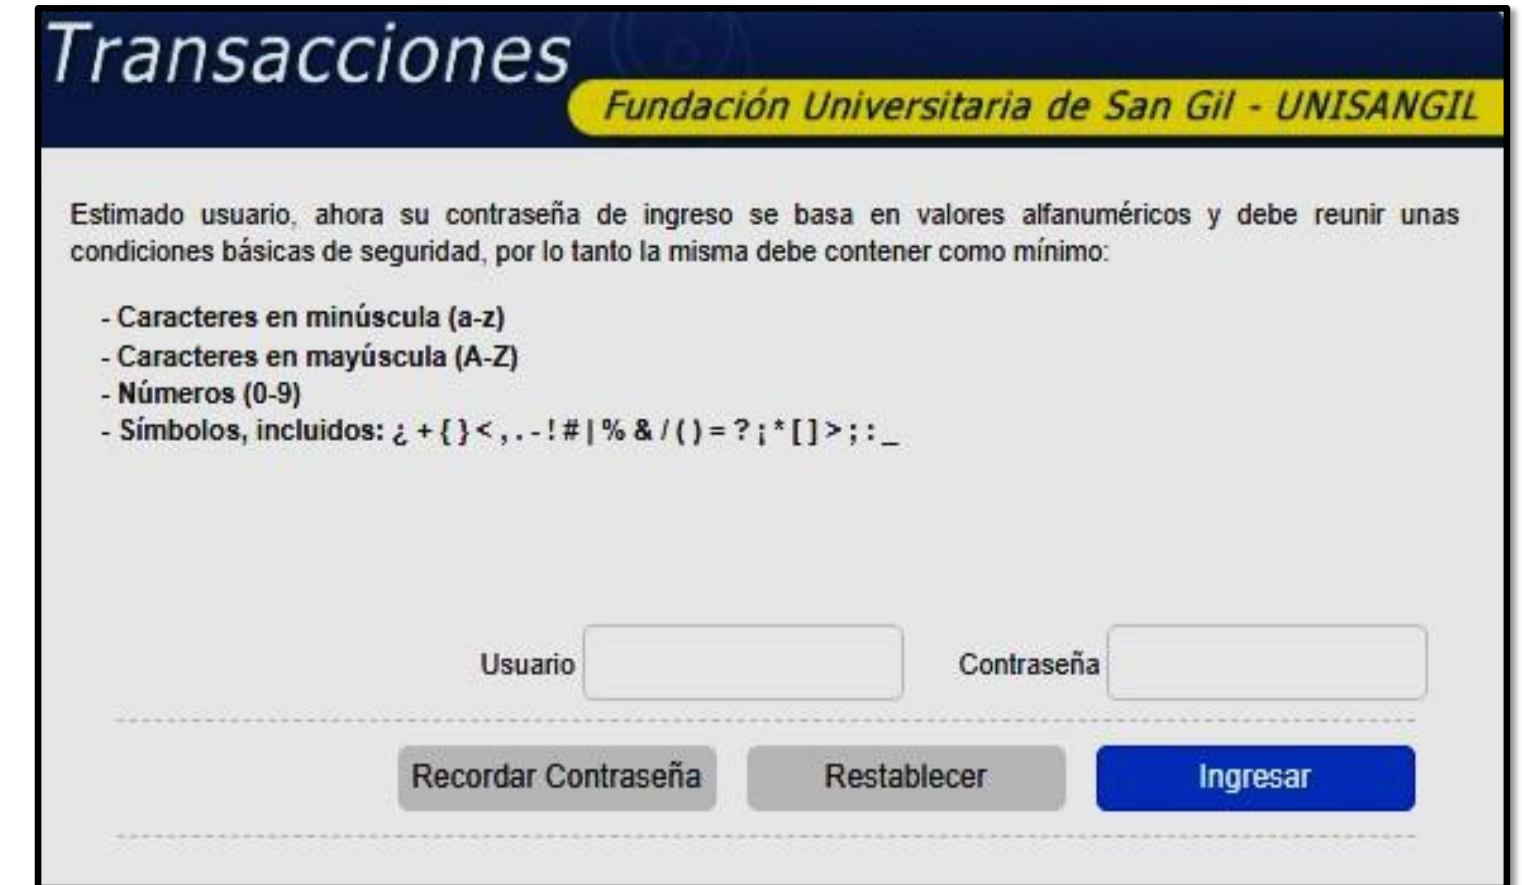 Transacciones
Fundación Universitaria de San Gil - UNISANGIL
Estimado usuario, ahora su contraseña de ingreso se basa en valores alfanuméricos y debe reunir unas
condiciones básicas de seguridad, por lo tanto la misma debe contener como mínimo:
- Caracteres en minúscula (a-z)
- Caracteres en mayúscula (A-Z)
- Números (0-9)
- Símbolos, incluidos: ¿ + { } < , . - ! # | % & / ( ) = ? ¡ * [ ] > ; : _
Usuario Contraseña
Recordar Contraseña Restablecer Ingresar